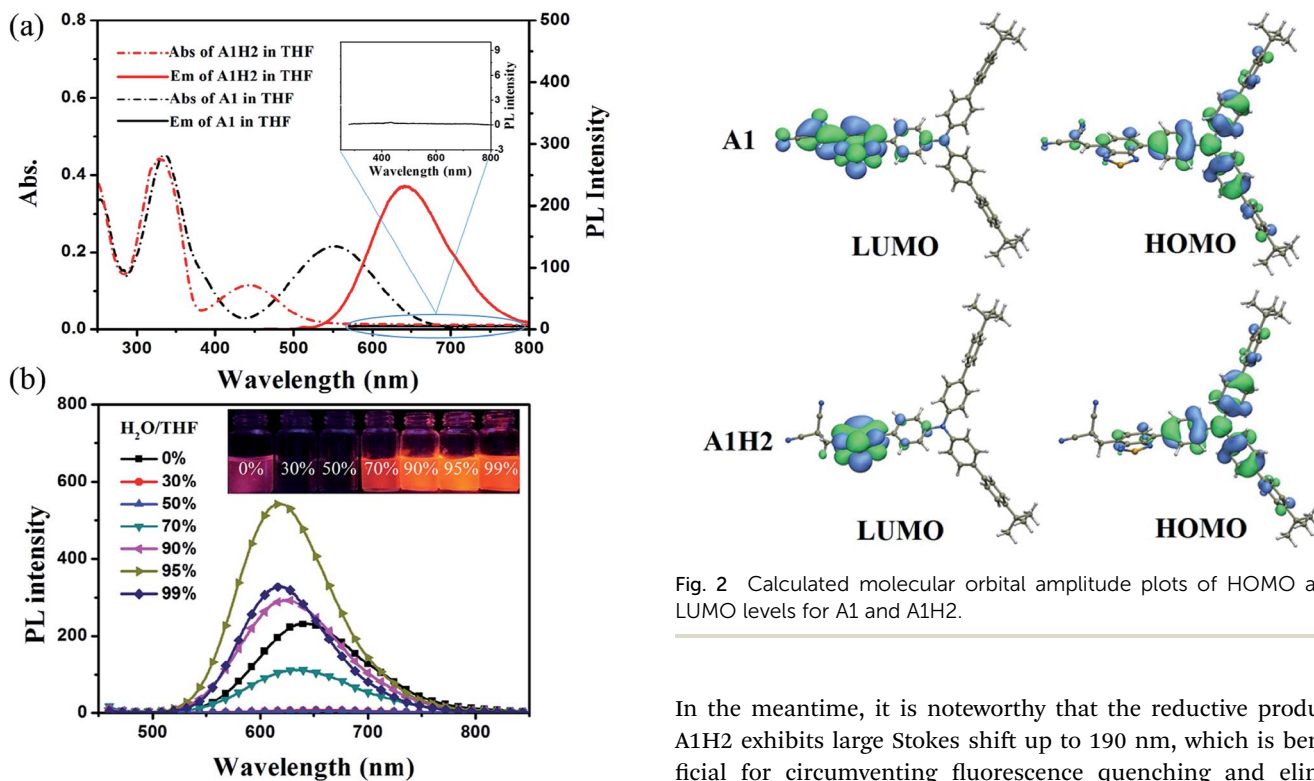 (a)
0.8
0.6
0.4
0.2
0.0
Abs.
Abs of A1H2 in THF
Em of A1H2 in THF
Abs of A1 in THF
Em of A1 in THF
9
6
3
0
-3
PL intensity
400 600 800
Wavelength (nm)
500
400
300
200
100
0
PL Intensity
300 400 500 600 700 800
Wavelength (nm)
(b)
800
700
600
500
400
300
200
100
0
PL intensity
H2O/THF
0%
30%
50%
70%
90%
95%
99%
0% 30% 50% 70% 90% 95% 99%
500 600 700 800
Wavelength (nm)
A1
LUMO HOMO
A1H2
LUMO HOMO
Fig. 2 Calculated molecular orbital amplitude plots of HOMO a
LUMO levels for A1 and A1H2.
In the meantime, it is noteworthy that the reductive produ
A1H2 exhibits large Stokes shift up to 190 nm, which is ben
ficial for circumventing fluorescence quenching and elim